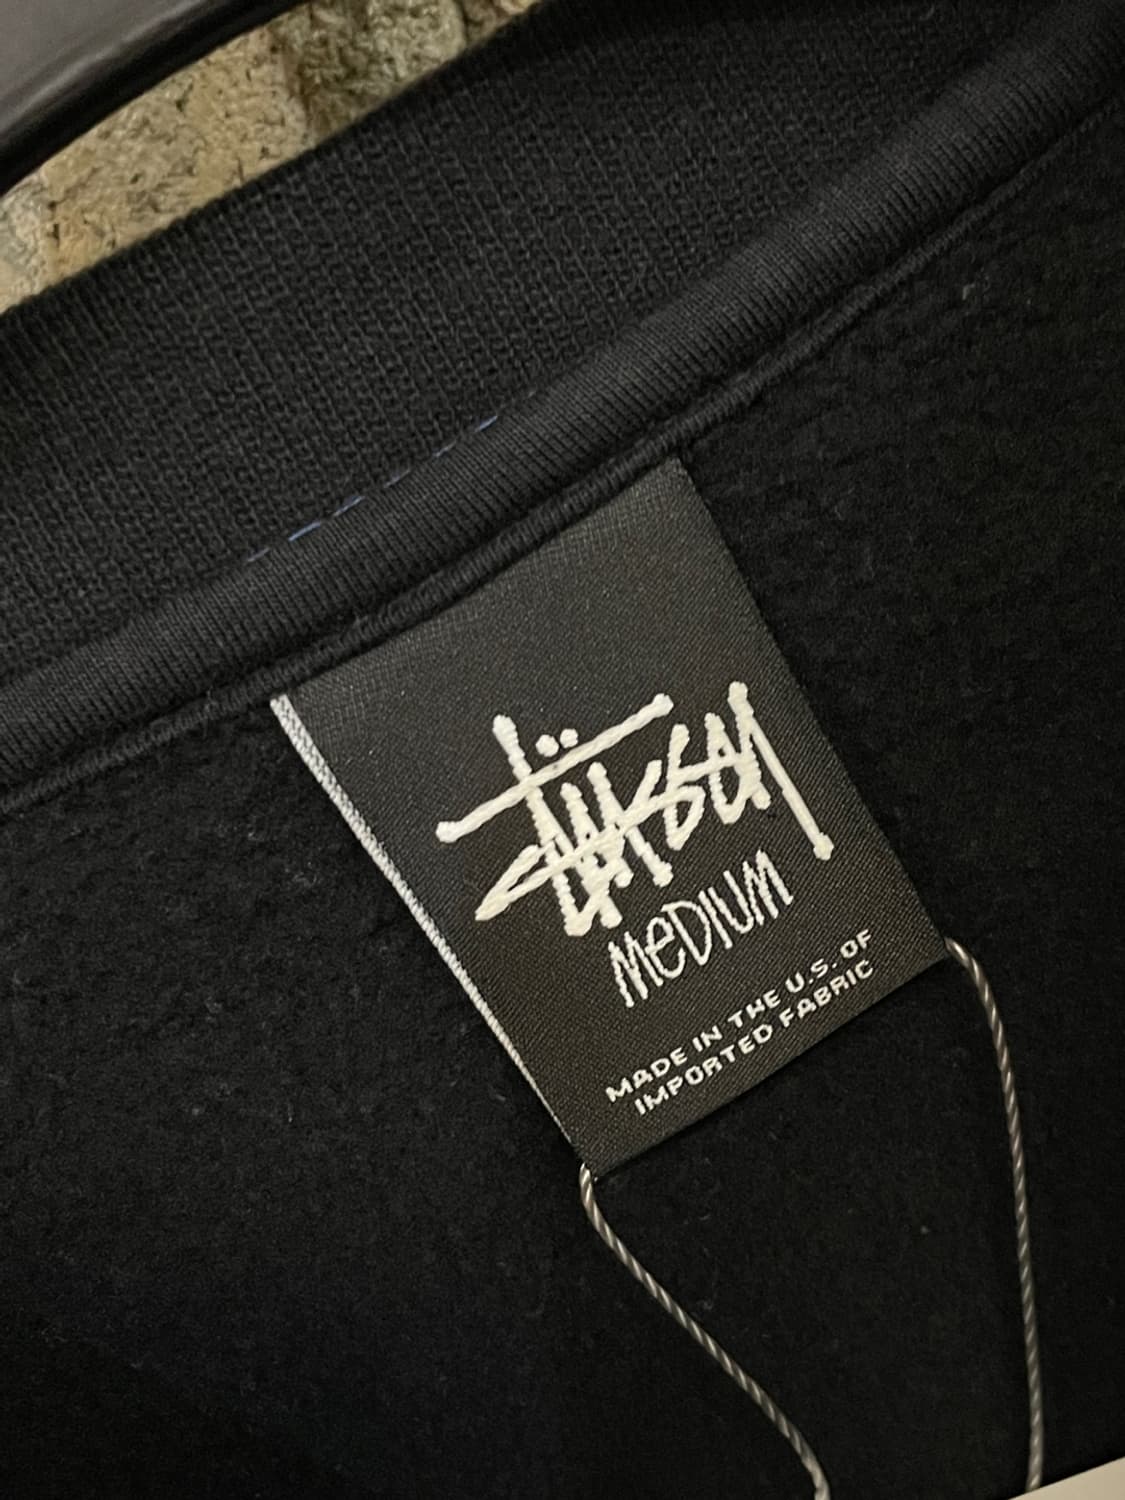 Stüssy
MEDIUM
MADE IN THE U.S. OF
IMPORTED FABRIC